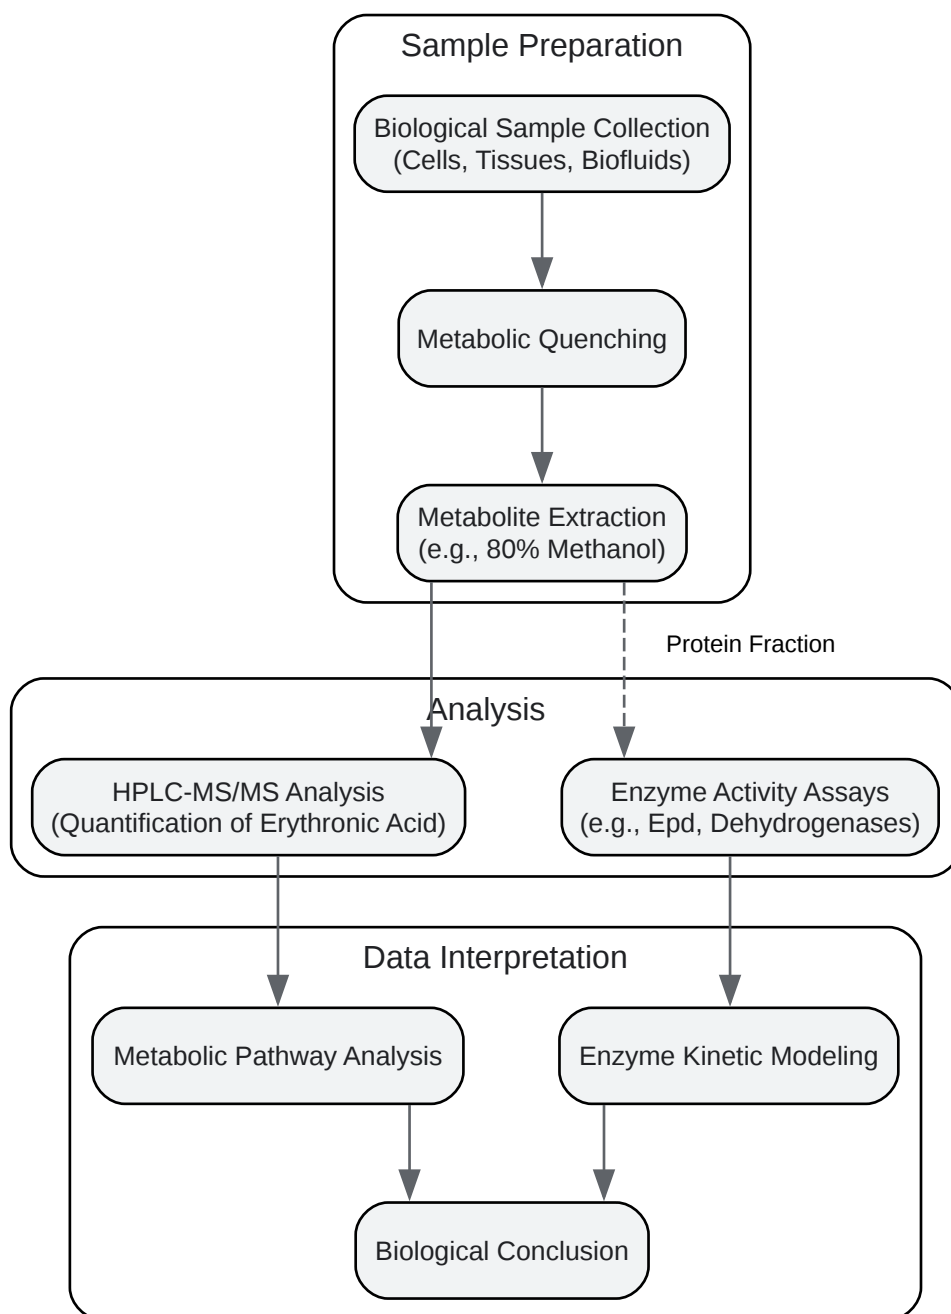 Sample Preparation
Biological Sample Collection
(Cells, Tissues, Biofluids)
Metabolic Quenching
Metabolite Extraction
(e.g., 80% Methanol)
Protein Fraction
Analysis
HPLC-MS/MS Analysis
(Quantification of Erythronic Acid)
Enzyme Activity Assays
(e.g., Epd, Dehydrogenases)
Data Interpretation
Metabolic Pathway Analysis
Enzyme Kinetic Modeling
Biological Conclusion